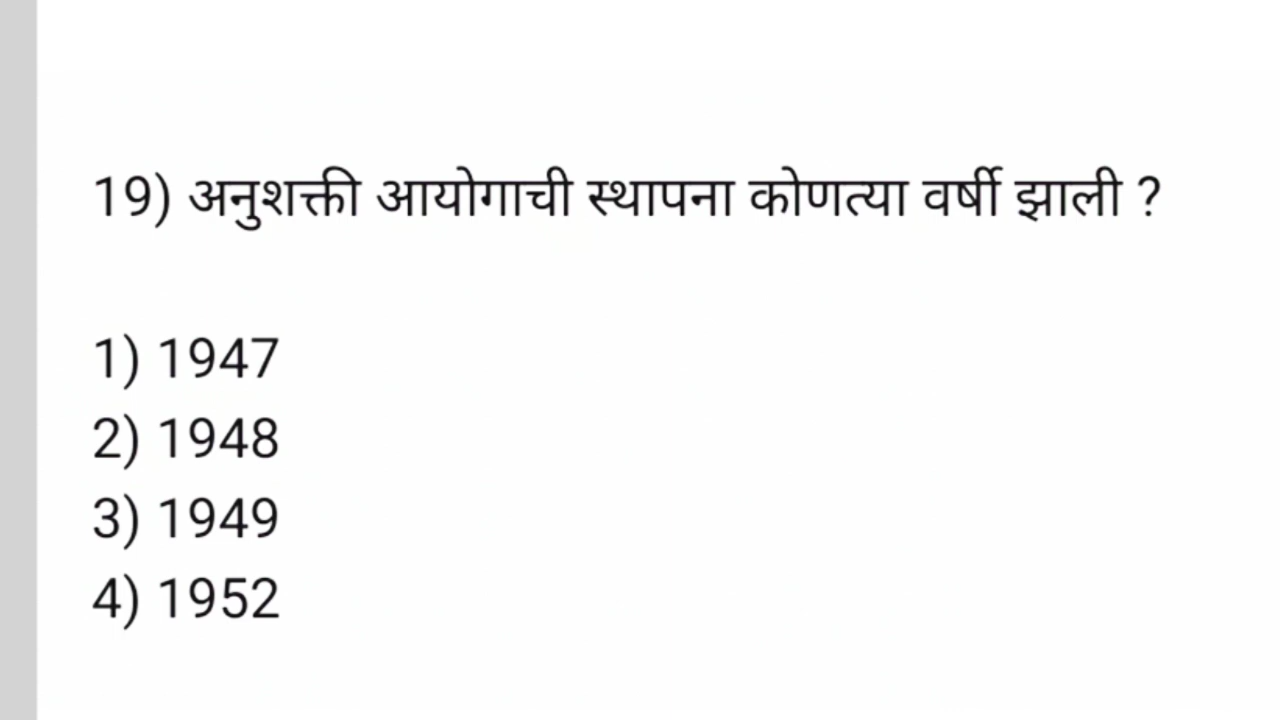 19) अनुशक्ती आयोगाची स्थापना कोणत्या वर्षी झाली ?
1) 1947
2) 1948
3) 1949
4) 1952